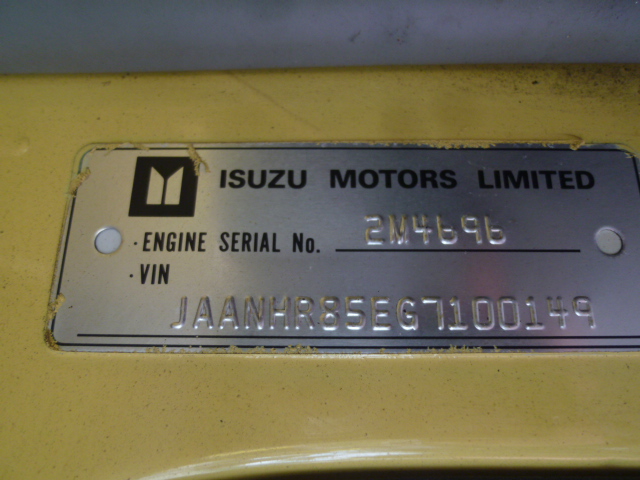 ISUZU MOTORS LIMITED
· ENGINE SERIAL No. 2M4696
· VIN
JAANHR85EG7100149